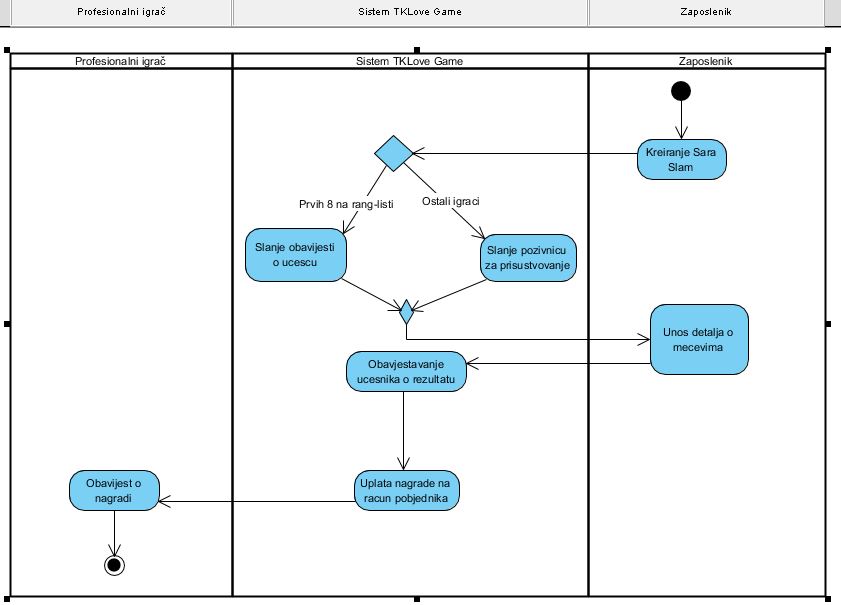 Profesionalni igrač
Sistem TKLove Game
Zaposlenik
Profesionalni igrač
Sistem TKLove Game
Zaposlenik
Kreiranje Sara
Slam
Prvih 8 na rang-listi
Ostali igraci
Slanje obavijesti
o ucescu
Slanje pozivnicu
za prisustvovanje
Unos detalja o
mecevima
Obavjestavanje
ucesnika o rezultatu
Obavijest o
nagradi
Uplata nagrade na
racun pobjednika